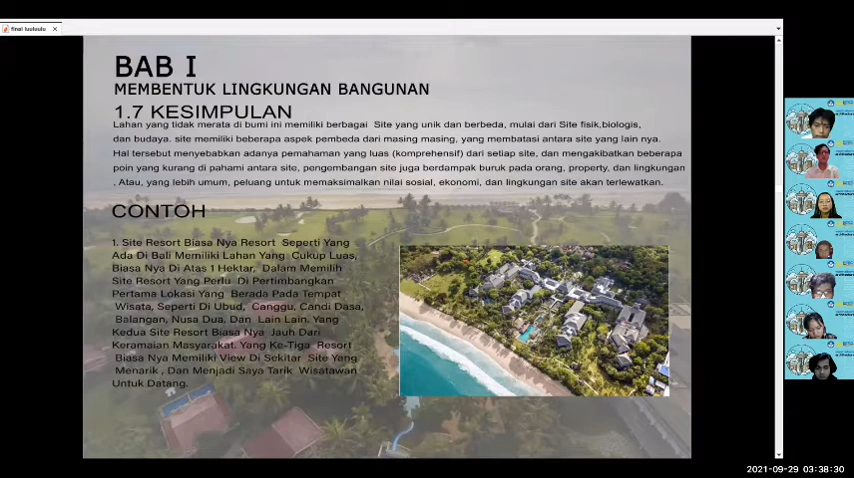 final luoluolu
BAB I
MEMBENTUK LINGKUNGAN BANGUNAN
1.7 KESIMPULAN
Lahan yang tidak merata di bumi ini memiliki berbagai Site yang unik dan berbeda, mulai dari Site fisik,biologis,
dan budaya. site memiliki beberapa aspek pembeda dari masing masing, yang membatasi antara site yang lain nya.
Hal tersebut menyebabkan adanya pemahaman yang luas (komprehensif) dari setiap site, dan mengakibatkan beberapa
poin yang kurang di pahami antara site, pengembangan site juga berdampak buruk pada orang, property, dan lingkungan
, Atau, yang lebih umum, peluang untuk memaksimalkan nilai sosial, ekonomi, dan lingkungan site akan terlewatkan.
CONTOH
1. Site Resort Biasa Nya Resort Seperti Yang
Ada Di Bali Memiliki Lahan Yang Cukup Luas,
Biasa Nya Di Atas 1 Hektar, Dalam Memilih
Site Resort Yang Perlu Di Pertimbangkan
Pertama Lokasi Yang Berada Pada Tempat
Wisata, Seperti Di Ubud, Canggu, Candi Dasa,
Balangan, Nusa Dua, Dan Lain Lain. Yang
Kedua Site Resort Biasa Nya Jauh Dari
Keramaian Masyarakat. Yang Ke-Tiga Resort
Biasa Nya Memiliki View Di Sekitar Site Yang
Menarik , Dan Menjadi Saya Tarik Wisatawan
Untuk Datang.
2021-09-29 03:38:30